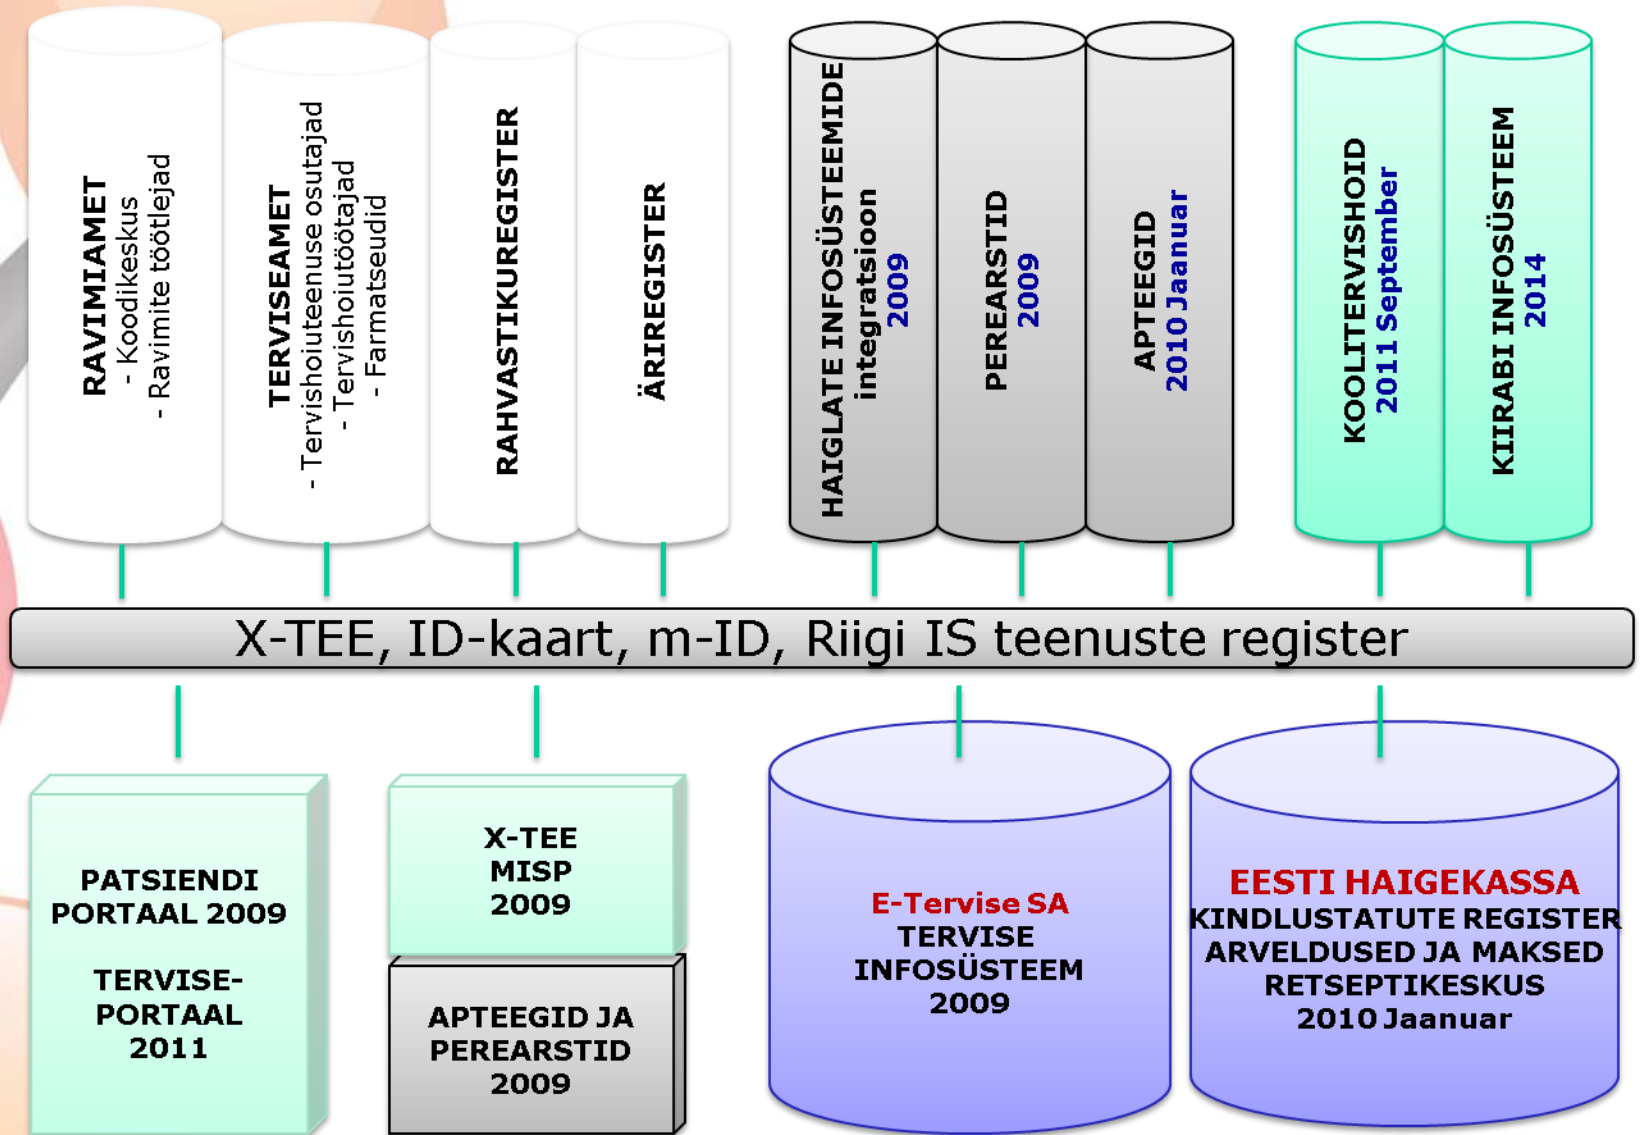 RAVIMIAMET
- Koodikeskus
- Ravimite töötlejad
TERVISEAMET
- Tervishoiuteenuse osutajad
- Tervishoiutöötajad
- Farmatseudid
RAHVASTIKUREGISTER
ÄRIREGISTER
HAIGLATE INFOSÜSTEEMIDE
integratsioon
2009
PEREARSTID
2009
APTEEGID
2010 Jaanuar
KOOLITERVISHOID
2011 September
KIIRABI INFOSÜSTEEM
2014
X-TEE, ID-kaart, m-ID, Riigi IS teenuste register
PATSIENDI
PORTAAL 2009
TERVISE-
PORTAAL
2011
X-TEE
MISP
2009
APTEEGID JA
PEREARSTID
2009
E-Tervise SA
TERVISE
INFOSÜSTEEM
2009
EESTI HAIGEKASSA
KINDLUSTATUTE REGISTER
ARVELDUSED JA MAKSED
RETSEPTIKESKUS
2010 Jaanuar